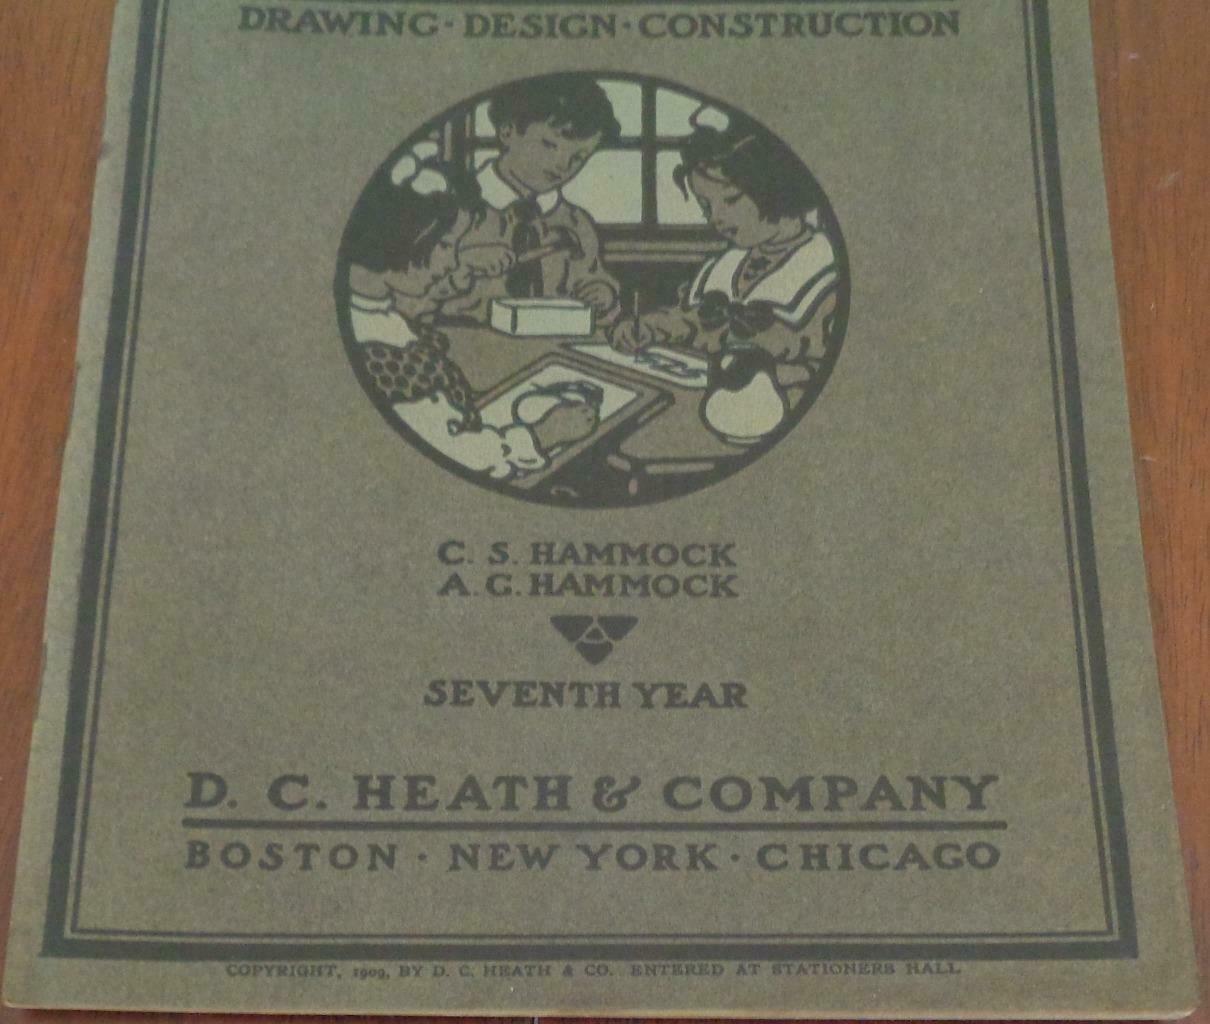 DRAWING · DESIGN · CONSTRUCTION
C. S. HAMMOCK
A. G. HAMMOCK
SEVENTH YEAR
D. C. HEATH & COMPANY
BOSTON · NEW YORK · CHICAGO
COPYRIGHT, 1909, BY D. C. HEATH & CO. ENTERED AT STATIONERS HALL